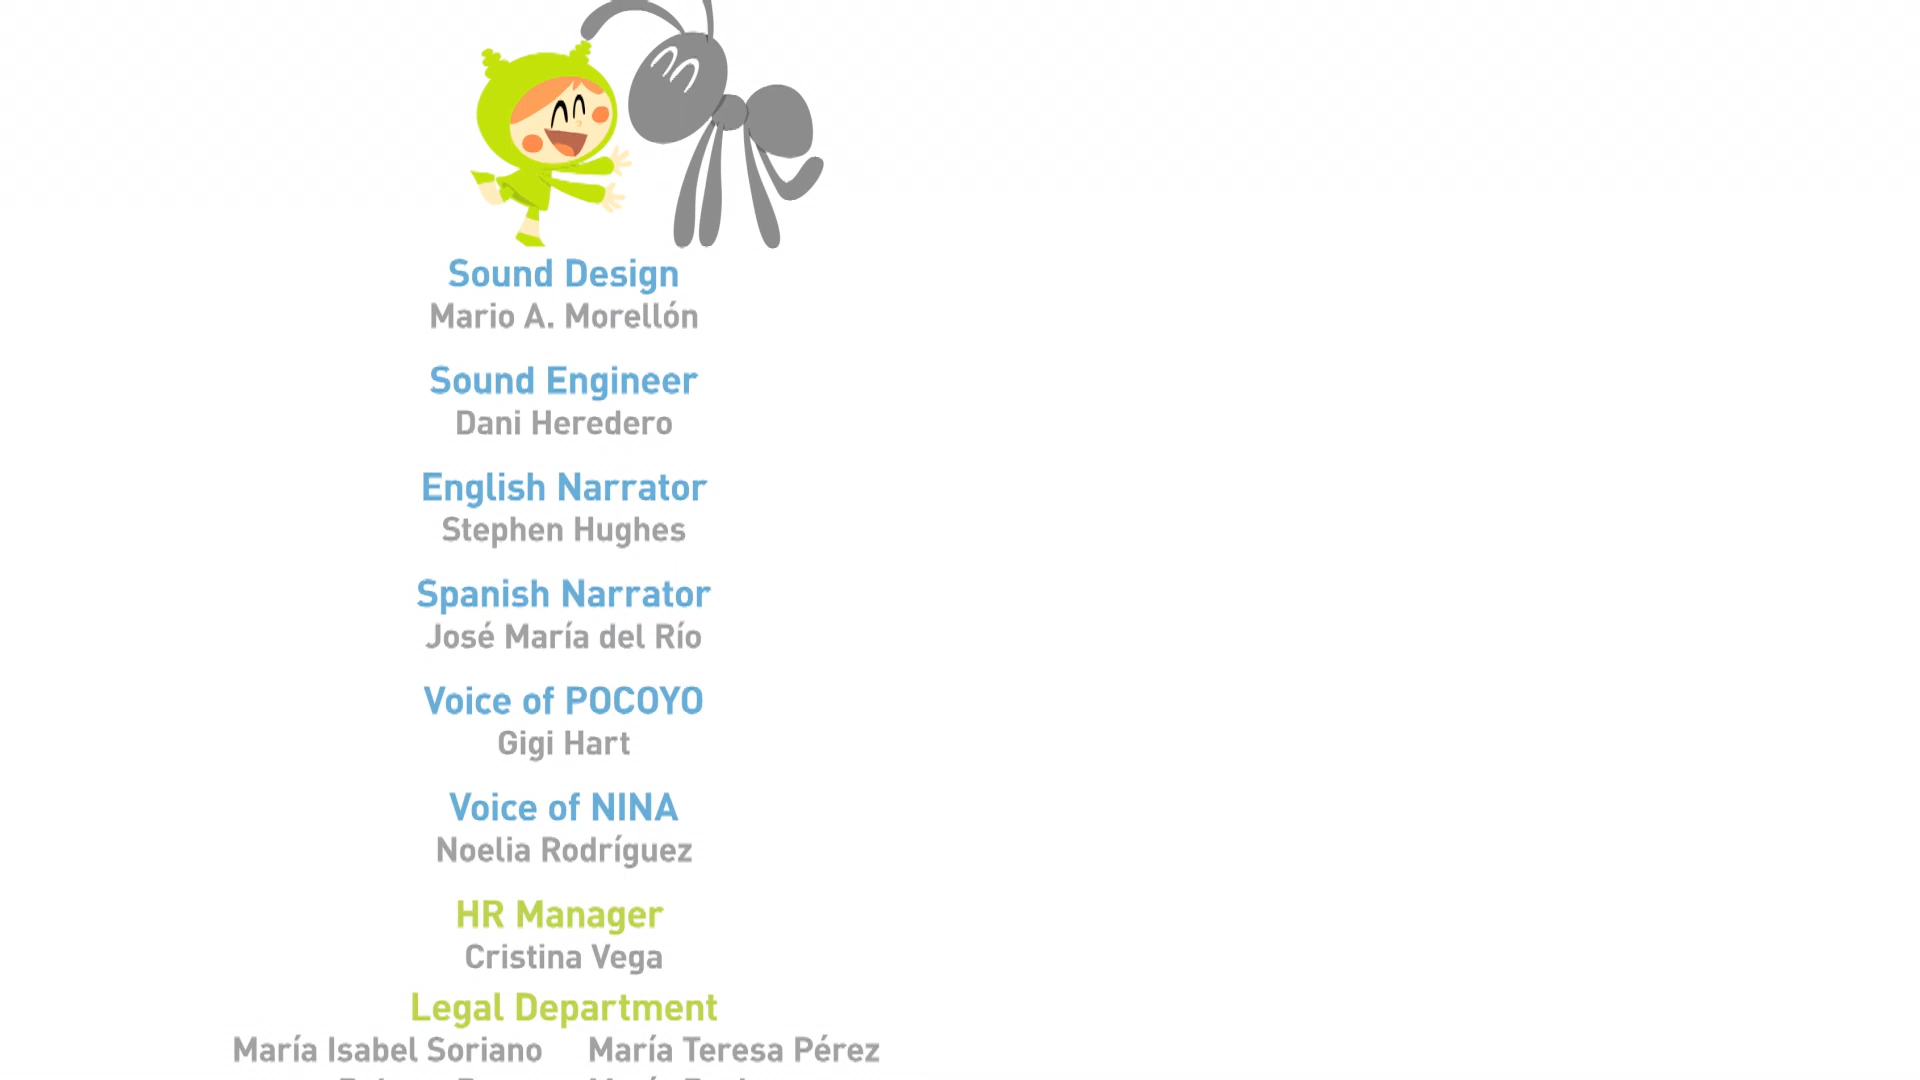 Sound Design
Mario A. Morellón
Sound Engineer
Dani Heredero
English Narrator
Stephen Hughes
Spanish Narrator
José María del Río
Voice of POCOYO
Gigi Hart
Voice of NINA
Noelia Rodríguez
HR Manager
Cristina Vega
Legal Department
María Isabel Soriano María Teresa Pérez